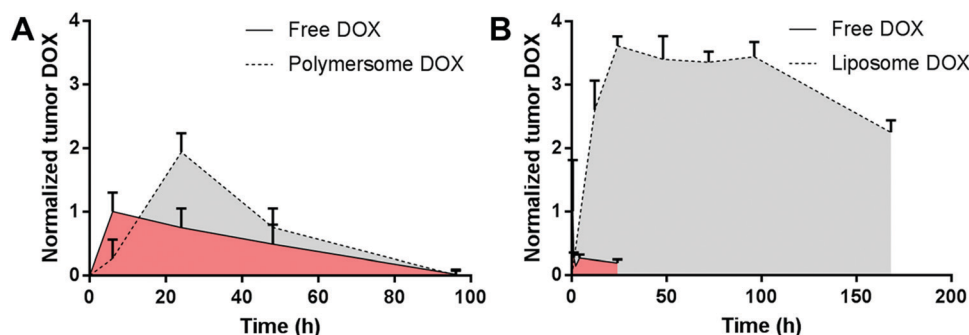 A
Normalized tumor DOX
4
3
2
1
0
Free DOX
Polymersome DOX
0
20
40
60
80
100
Time (h)
B
Normalized tumor DOX
4
3
2
1
0
Free DOX
Liposome DOX
0
50
100
150
200
Time (h)